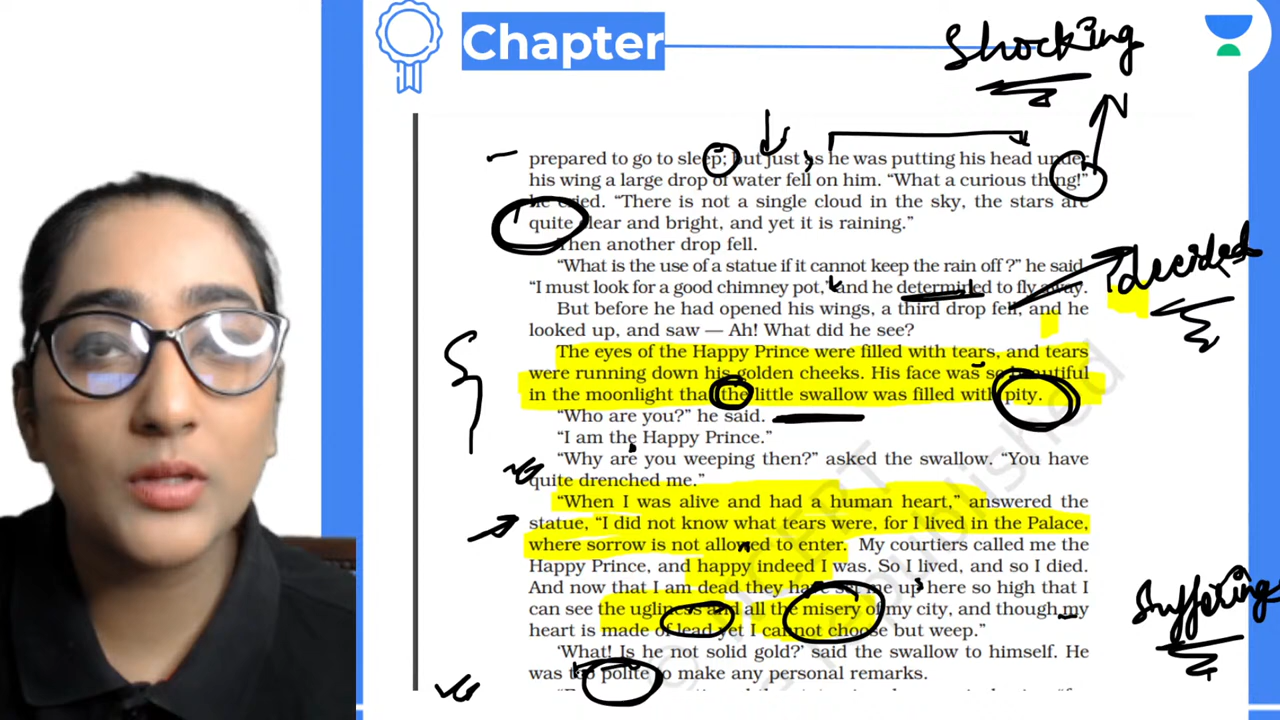 Chapter
Shocking
prepared to go to sleep; but just as he was putting his head under
his wing a large drop of water fell on him. “What a curious thing!”
he cried. “There is not a single cloud in the sky, the stars are
quite clear and bright, and yet it is raining.”
Then another drop fell.
“What is the use of a statue if it cannot keep the rain off ?” he said.
“I must look for a good chimney pot,” and he determined to fly away.
decided
But before he had opened his wings, a third drop fell, and he
looked up, and saw — Ah! What did he see?
The eyes of the Happy Prince were filled with tears, and tears
were running down his golden cheeks. His face was so beautiful
in the moonlight that the little swallow was filled with pity.
“Who are you?” he said.
“I am the Happy Prince.”
“Why are you weeping then?” asked the swallow. “You have
quite drenched me.”
“When I was alive and had a human heart,” answered the
statue, “I did not know what tears were, for I lived in the Palace,
where sorrow is not allowed to enter. My courtiers called me the
Happy Prince, and happy indeed I was. So I lived, and so I died.
And now that I am dead they have set me up here so high that I
can see the ugliness and all the misery of my city, and though my
heart is made of lead yet I cannot choose but weep.”
Sufferings
‘What! Is he not solid gold?’ said the swallow to himself. He
was too polite to make any personal remarks.